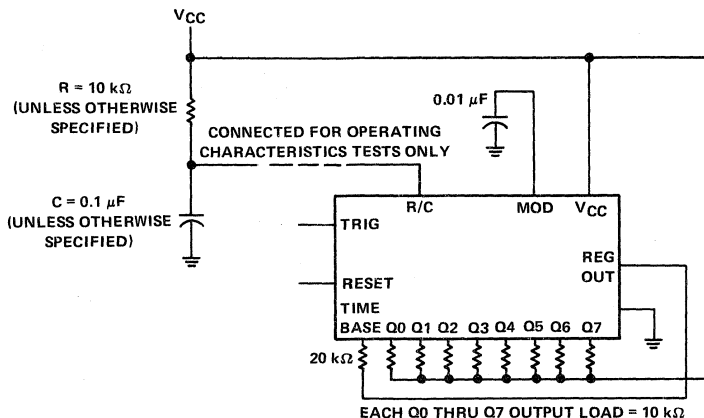 VCC
R = 10 kΩ
(UNLESS OTHERWISE
SPECIFIED)
0.01 μF
CONNECTED FOR OPERATING
CHARACTERISTICS TESTS ONLY
C = 0.1 μF
(UNLESS OTHERWISE
SPECIFIED)
R/C
MOD
VCC
TRIG
REG
OUT
RESET
TIME
BASE Q0 Q1 Q2 Q3 Q4 Q5 Q6 Q7
20 kΩ
EACH Q0 THRU Q7 OUTPUT LOAD = 10 kΩ